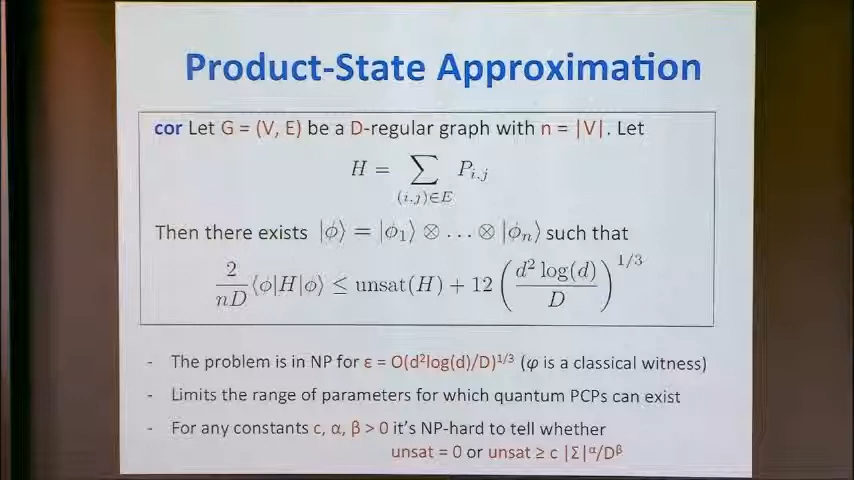 Product-State Approximation
cor Let G = (V, E) be a D-regular graph with n = |V|. Let
H = ∑_{(i,j)∈E} P_{i,j}
Then there exists |ϕ⟩ = |ϕ₁⟩ ⊗ … ⊗ |ϕₙ⟩ such that
2/(nD) ⟨ϕ|H|ϕ⟩ ≤ unsat(H) + 12 (d² log(d) / D)^{1/3}
- The problem is in NP for ε = O(d²log(d)/D)^{1/3} (φ is a classical witness)
- Limits the range of parameters for which quantum PCPs can exist
- For any constants c, α, β > 0 it's NP-hard to tell whether
unsat = 0 or unsat ≥ c |Σ|^α/D^β